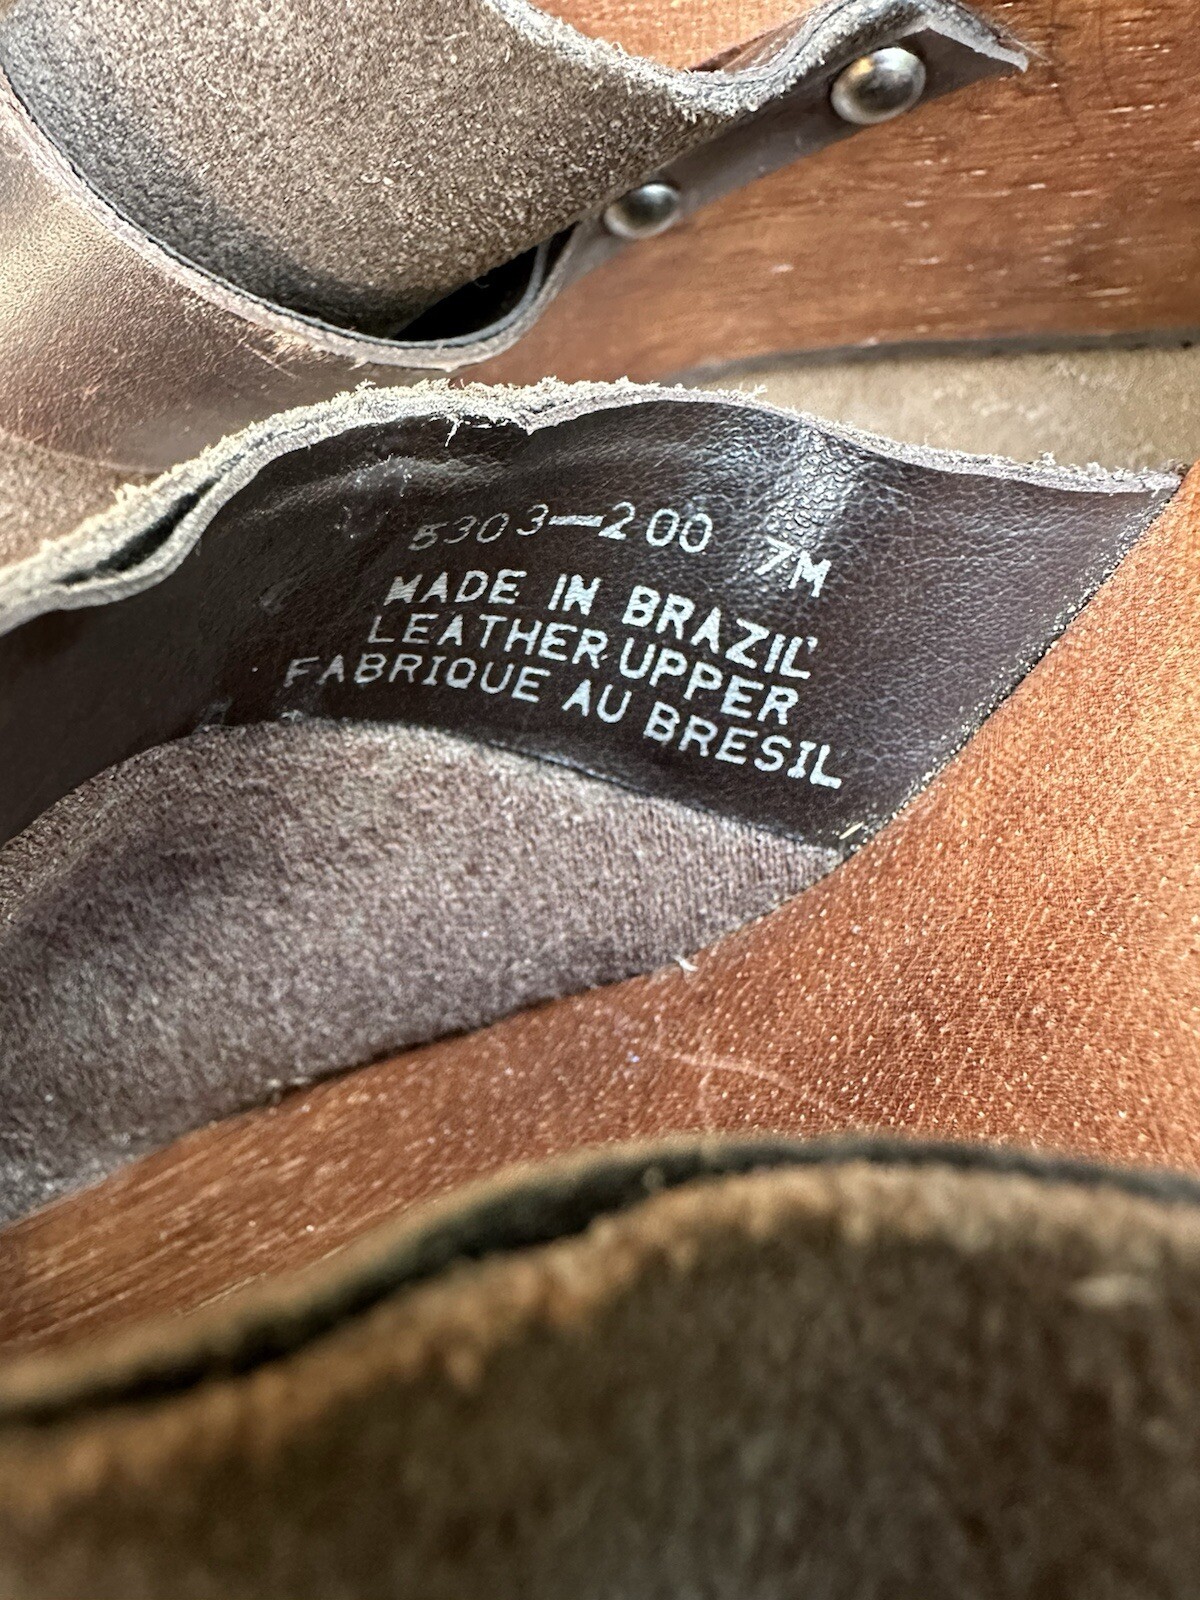 5303-200 7M
MADE IN BRAZIL
LEATHER UPPER
FABRIQUE AU BRESIL